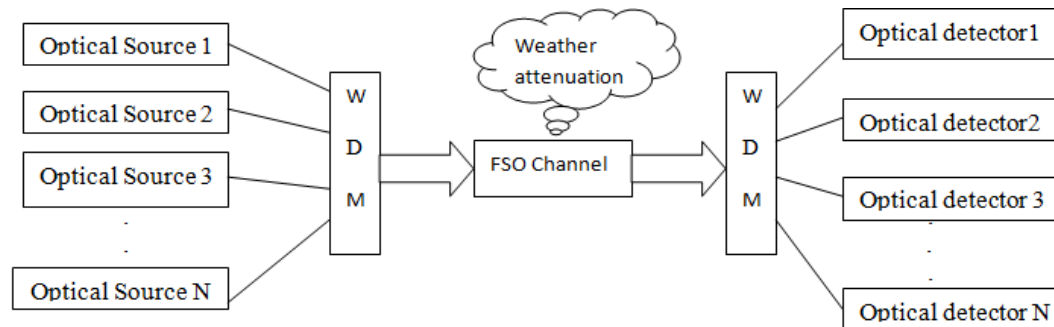 Optical Source 1
Optical Source 2
Optical Source 3
.
.
Optical Source N
W
D
M
Weather
attenuation
FSO Channel
W
D
M
Optical detector1
Optical detector2
Optical detector 3
.
.
Optical detector N